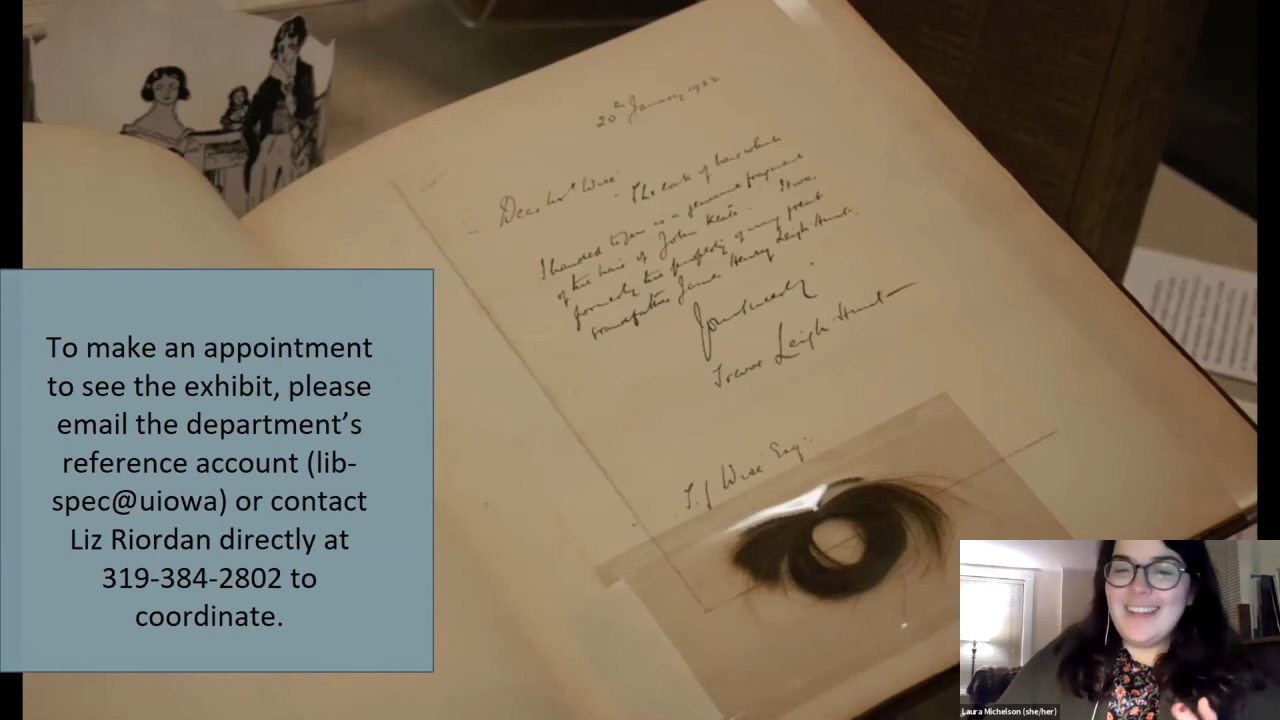 20th January, 1932
Dear Mr Wise
The lock of hair which
I handed to you is a genuine fragment
of the hair of John Keats. It was
formerly the property of my great
grandfather James Henry Leigh Hunt.
Yours sincerely
Trevor Leigh-Hunt
T. J Wise Esq:
To make an appointment
to see the exhibit, please
email the department’s
reference account (lib-
spec@uiowa) or contact
Liz Riordan directly at
319-384-2802 to
coordinate.
Laura Michelson (she/her)